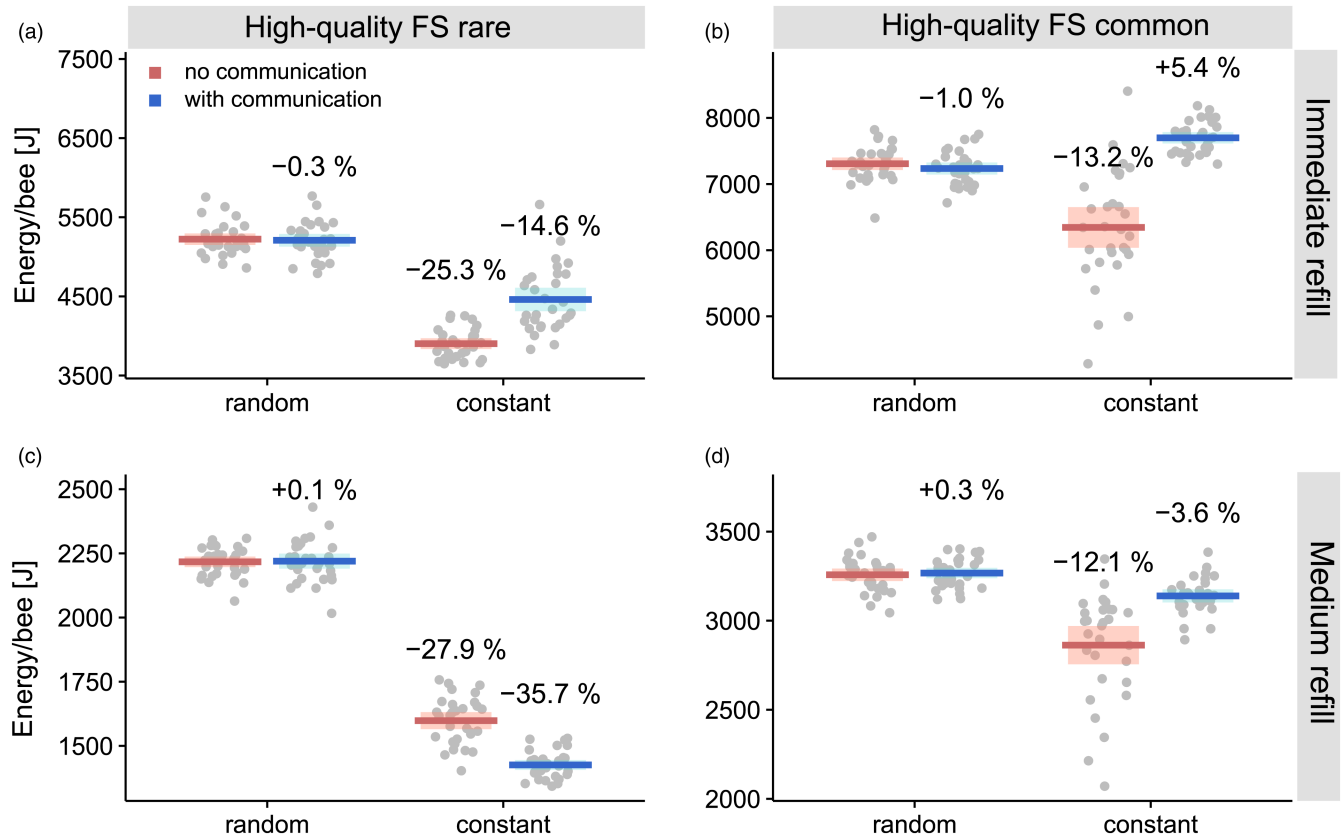 (a)
High-quality FS rare
7500
6500
5500
4500
3500
Energy/bee [J]
no communication
with communication
−0.3 %
−25.3 %
−14.6 %
random
constant
(b)
High-quality FS common
8000
7000
6000
5000
−1.0 %
−13.2 %
+5.4 %
random
constant
Immediate refill
(c)
2500
2250
2000
1750
1500
Energy/bee [J]
+0.1 %
−27.9 %
−35.7 %
random
constant
(d)
3500
3000
2500
2000
+0.3 %
−12.1 %
−3.6 %
random
constant
Medium refill